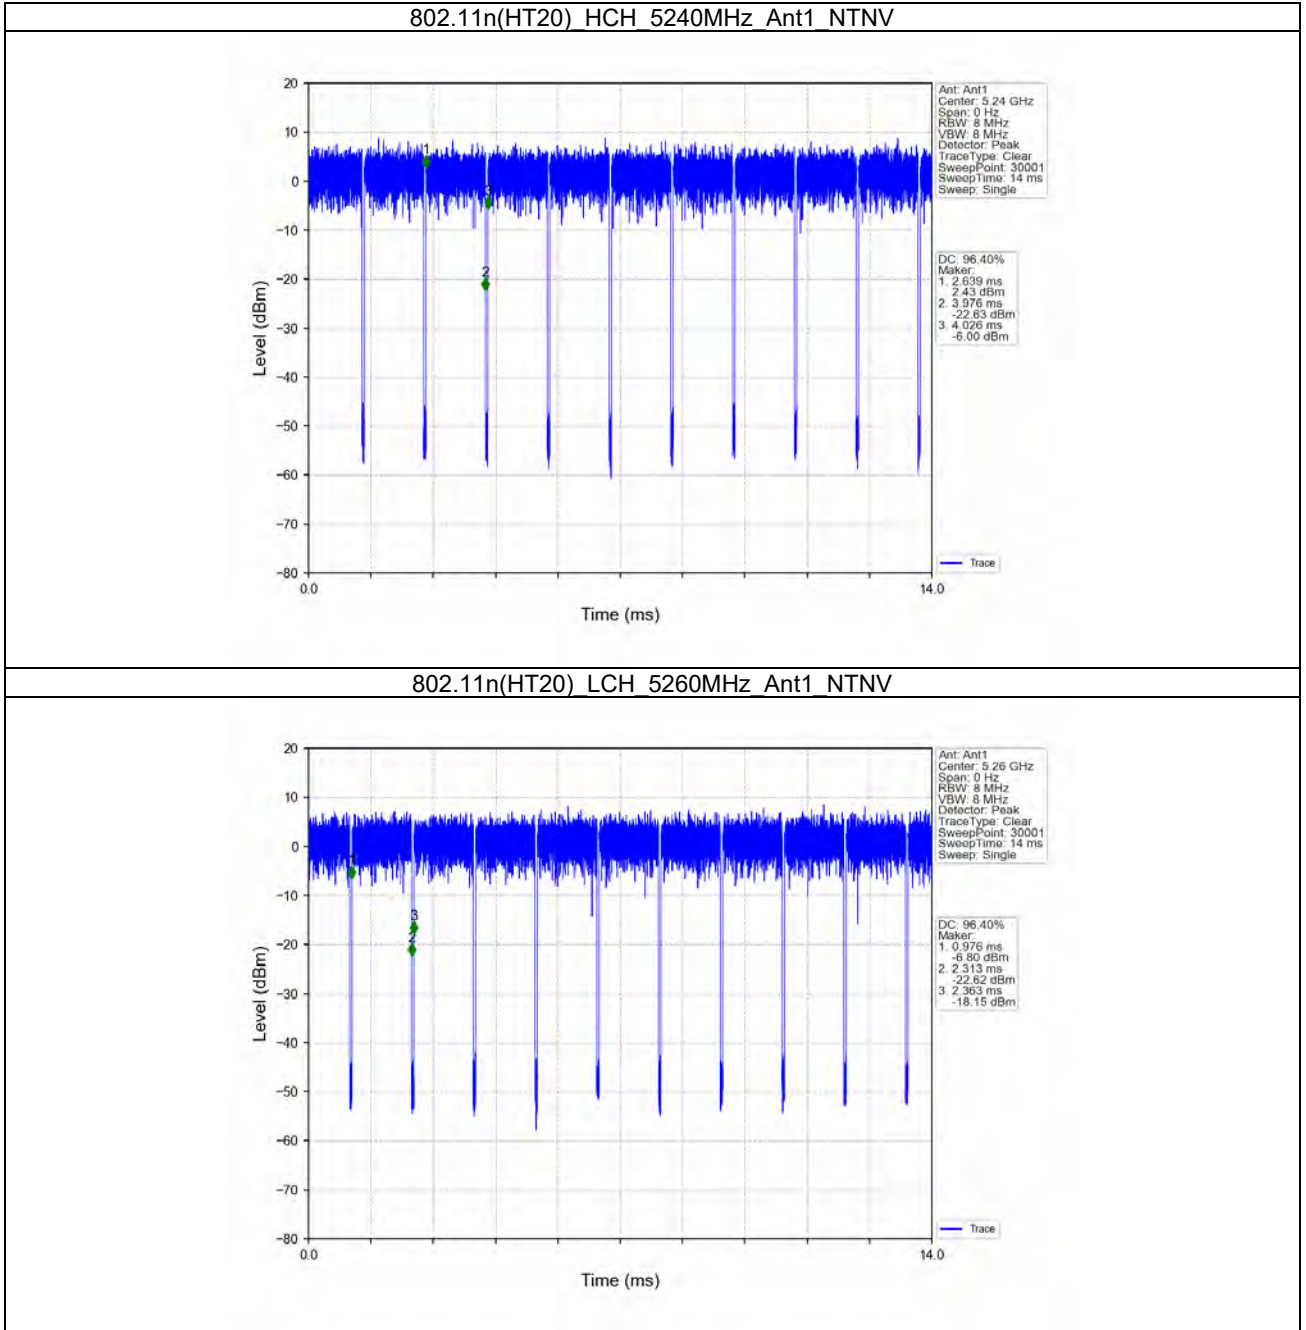 802.11n(HT20)_HCH_5240MHz_Ant1_NTNV
20
10
0
−10
−20
−30
−40
−50
−60
−70
−80
Level (dBm)
1
3
2
0.0
14.0
Time (ms)
Ant: Ant1
Center: 5.24 GHz
Span: 0 Hz
RBW: 8 MHz
VBW: 8 MHz
Detector: Peak
TraceType: Clear
SweepPoint: 30001
SweepTime: 14 ms
Sweep: Single
DC: 96.40%
Maker:
1. 2.639 ms
2.43 dBm
2. 3.976 ms
-22.63 dBm
3. 4.026 ms
-6.00 dBm
Trace
802.11n(HT20)_LCH_5260MHz_Ant1_NTNV
20
10
0
−10
−20
−30
−40
−50
−60
−70
−80
Level (dBm)
1
3
2
0.0
14.0
Time (ms)
Ant: Ant1
Center: 5.26 GHz
Span: 0 Hz
RBW: 8 MHz
VBW: 8 MHz
Detector: Peak
TraceType: Clear
SweepPoint: 30001
SweepTime: 14 ms
Sweep: Single
DC: 96.40%
Maker:
1. 0.976 ms
-6.80 dBm
2. 2.313 ms
-22.62 dBm
3. 2.363 ms
-18.15 dBm
Trace